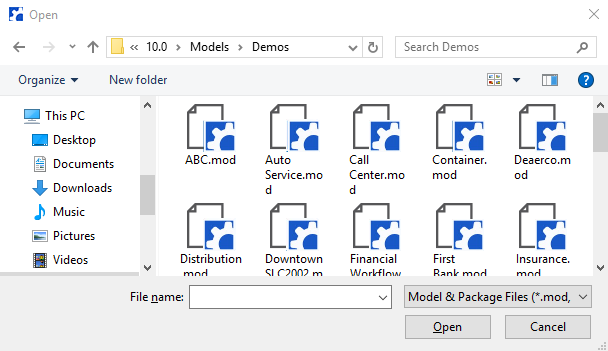 Open
« 10.0 > Models > Demos
Search Demos
Organize
New folder
?
This PC
Desktop
Documents
Downloads
Music
Pictures
Videos
ABC.mod
Auto
Service.mo
d
Call
Center.mod
Container.
mod
Deaerco.m
od
Distribution
.mod
Downtown
SLC2002.m
Financial
Workflow
First
Bank.mod
Insurance.
mod
File name:
Model & Package Files (*.mod,
Open
Cancel